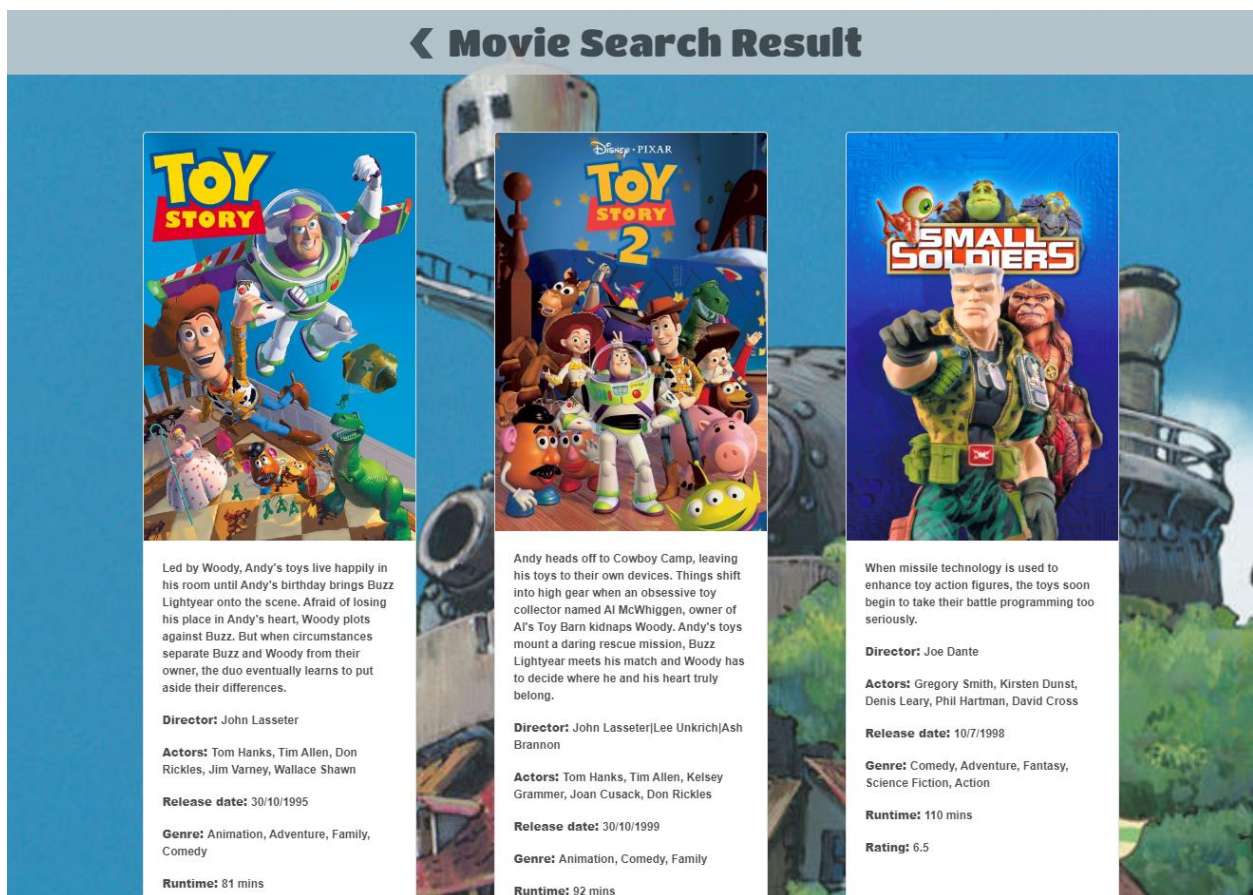 Movie Search Result
TOY
STORY
Led by Woody, Andy's toys live happily in
his room until Andy's birthday brings Buzz
Lightyear onto the scene. Afraid of losing
his place in Andy's heart, Woody plots
against Buzz. But when circumstances
separate Buzz and Woody from their
owner, the duo eventually learns to put
aside their differences.
Director: John Lasseter
Actors: Tom Hanks, Tim Allen, Don
Rickles, Jim Varney, Wallace Shawn
Release date: 30/10/1995
Genre: Animation, Adventure, Family,
Comedy
Runtime: 81 mins
DISNEY · PIXAR
TOY
STORY
2
Andy heads off to Cowboy Camp, leaving
his toys to their own devices. Things shift
into high gear when an obsessive toy
collector named Al McWhiggen, owner of
Al's Toy Barn kidnaps Woody. Andy's toys
mount a daring rescue mission, Buzz
Lightyear meets his match and Woody has
to decide where he and his heart truly
belong.
Director: John Lasseter|Lee Unkrich|Ash
Brannon
Actors: Tom Hanks, Tim Allen, Kelsey
Grammer, Joan Cusack, Don Rickles
Release date: 30/10/1999
Genre: Animation, Comedy, Family
Runtime: 92 mins
SMALL
SOLDIERS
When missile technology is used to
enhance toy action figures, the toys soon
begin to take their battle programming too
seriously.
Director: Joe Dante
Actors: Gregory Smith, Kirsten Dunst,
Denis Leary, Phil Hartman, David Cross
Release date: 10/7/1998
Genre: Comedy, Adventure, Fantasy,
Science Fiction, Action
Runtime: 110 mins
Rating: 6.5